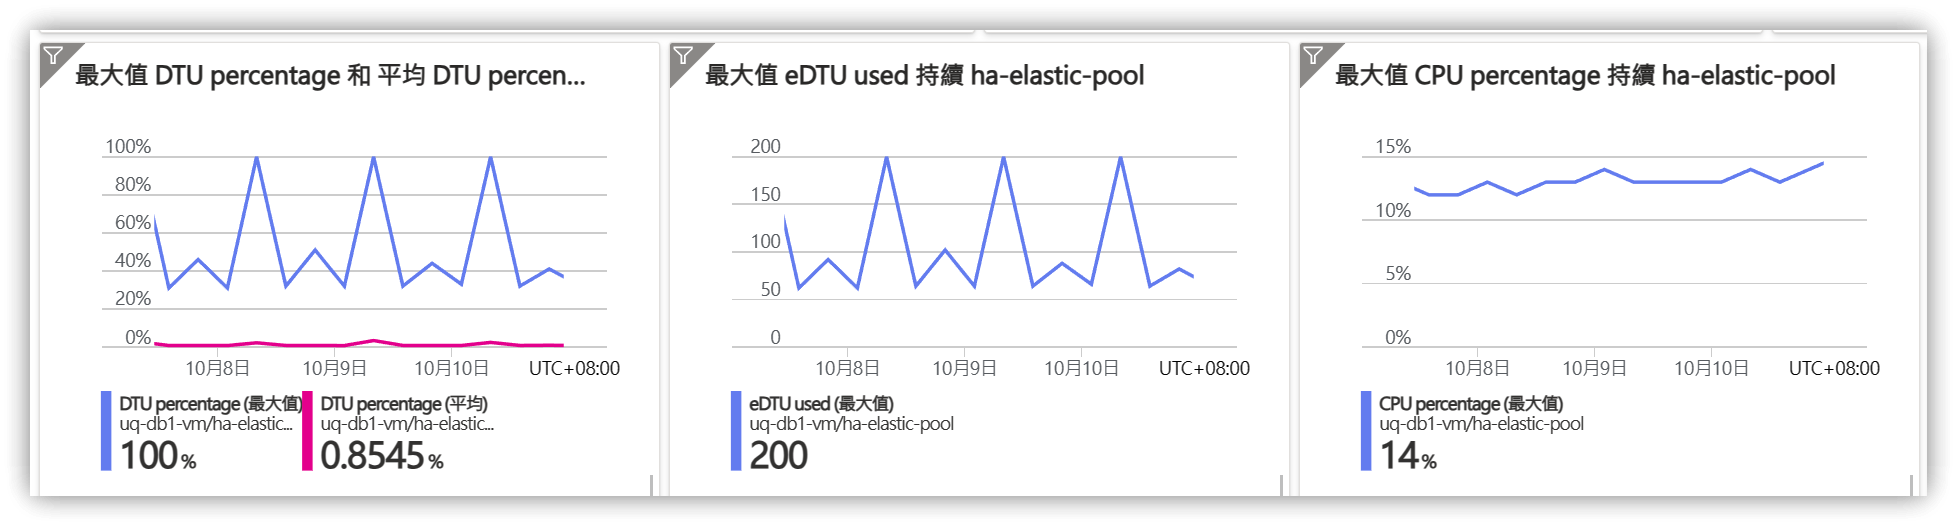 最大值 DTU percentage 和 平均 DTU percen...
100%
80%
60%
40%
20%
0%
10月8日
10月9日
10月10日
UTC+08:00
DTU percentage (最大值)
uq-db1-vm/ha-elastic...
100%
DTU percentage (平均)
uq-db1-vm/ha-elastic...
0.8545%
最大值 eDTU used 持續 ha-elastic-pool
200
150
100
50
0
10月8日
10月9日
10月10日
UTC+08:00
eDTU used (最大值)
uq-db1-vm/ha-elastic-pool
200
最大值 CPU percentage 持續 ha-elastic-pool
15%
10%
5%
0%
10月8日
10月9日
10月10日
UTC+08:00
CPU percentage (最大值)
uq-db1-vm/ha-elastic-pool
14%